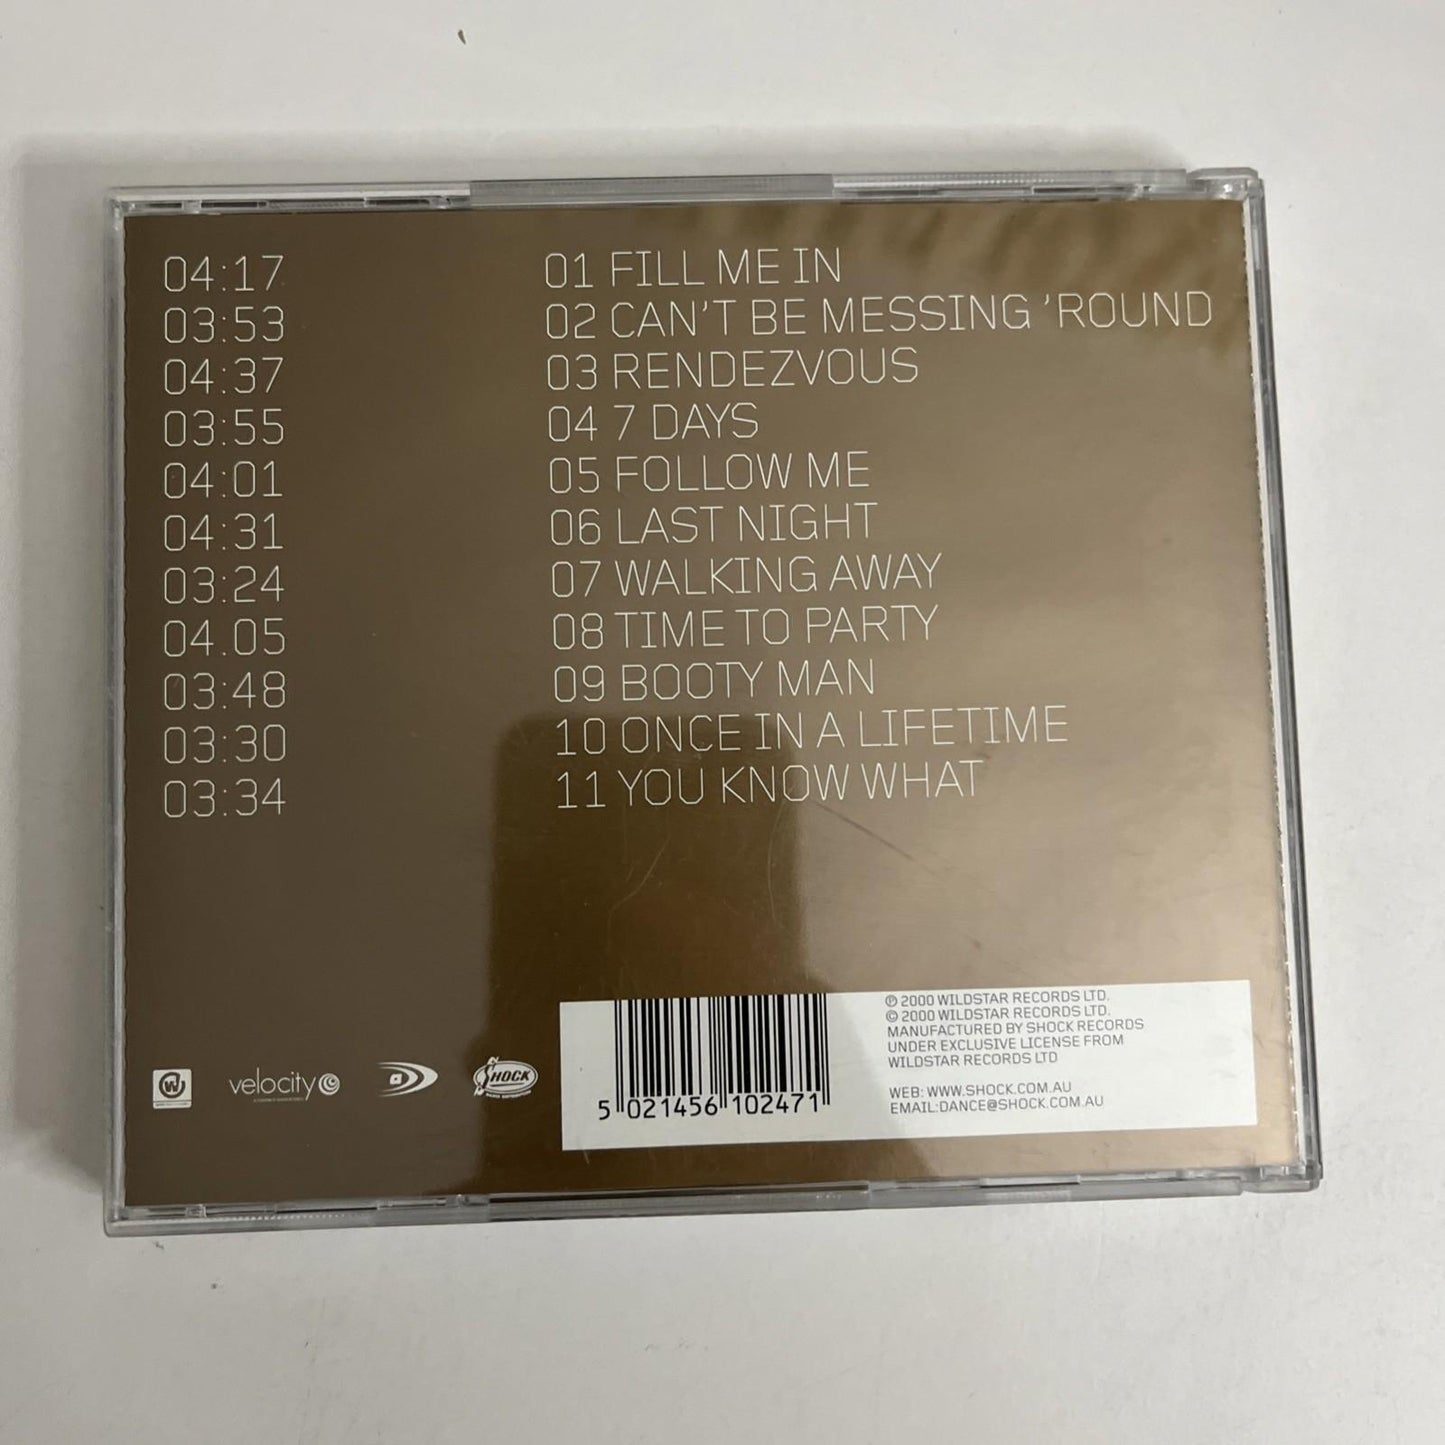 04:17 01 FILL ME IN
03:53 02 CAN'T BE MESSING 'ROUND
04:37 03 RENDEZVOUS
03:55 04 7 DAYS
04:01 05 FOLLOW ME
04:31 06 LAST NIGHT
03:24 07 WALKING AWAY
04.05 08 TIME TO PARTY
03:48 09 BOOTY MAN
03:30 10 ONCE IN A LIFETIME
03:34 11 YOU KNOW WHAT
velocity
SHOCK
5 021456 102471
℗ 2000 WILDSTAR RECORDS LTD.
© 2000 WILDSTAR RECORDS LTD.
MANUFACTURED BY SHOCK RECORDS
UNDER EXCLUSIVE LICENSE FROM
WILDSTAR RECORDS LTD
WEB: WWW.SHOCK.COM.AU
EMAIL:DANCE@SHOCK.COM.AU